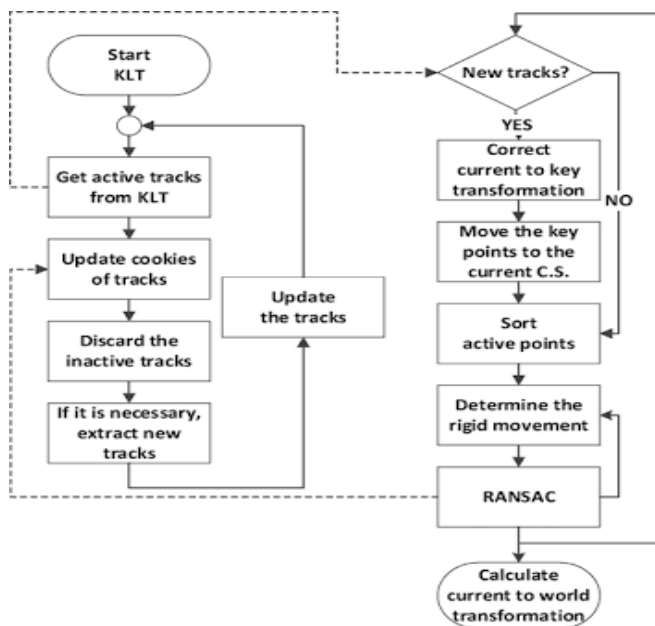 Start
KLT
Get active tracks
from KLT
Update cookies
of tracks
Discard the
inactive tracks
If it is necessary,
extract new
tracks
Update
the tracks
New tracks?
YES
NO
Correct
current to key
transformation
Move the key
points to the
current C.S.
Sort
active points
Determine the
rigid movement
RANSAC
Calculate
current to world
transformation